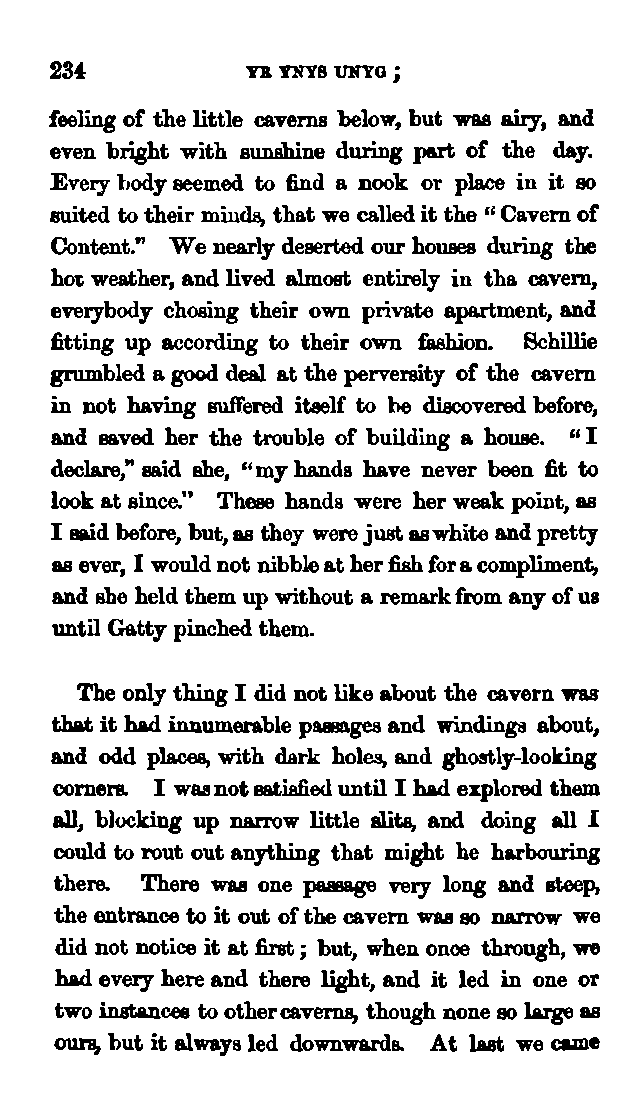 234 YR YNYS UNYG ;
feeling of the little caverns below, but was airy, and
even bright with sunshine during part of the day.
Every body seemed to find a nook or place in it so
suited to their minds, that we called it the "Cavern of
Content." We nearly deserted our houses during the
hot weather, and lived almost entirely in tha cavern,
everybody chosing their own private apartment, and
fitting up according to their own fashion. Schillie
grumbled a good deal at the perversity of the cavern
in not having suffered itself to be discovered before,
and saved her the trouble of building a house. "I
declare," said she, "my hands have never been fit to
look at since." These hands were her weak point, as
I said before, but, as they were just as white and pretty
as ever, I would not nibble at her fish for a compliment,
and she held them up without a remark from any of us
until Gatty pinched them.

The only thing I did not like about the cavern was
that it had innumerable passages and windings about,
and odd places, with dark holes, and ghostly-looking
corners. I was not satisfied until I had explored them
all, blocking up narrow little slits, and doing all I
could to rout out anything that might he harbouring
there. There was one passage very long and steep,
the entrance to it out of the cavern was so narrow we
did not notice it at first ; but, when once through, we
had every here and there light, and it led in one or
two instances to other caverns, though none so large as
ours, but it always led downwards. At last we came